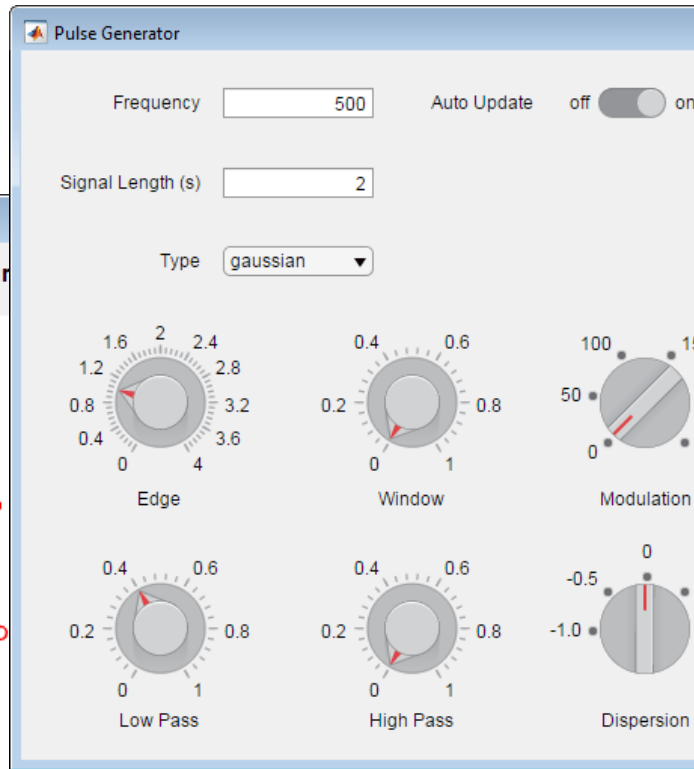 Pulse Generator
Frequency 500 Auto Update off on
Signal Length (s) 2
Type gaussian
1.6 2 2.4 0.4 0.6 100
1.2 2.8
0.8 3.2 0.2 0.8 50
0.4 3.6
0 4 0 1 0
Edge Window Modulation
0
0.4 0.6 0.4 0.6 -0.5
0.2 0.8 0.2 0.8 -1.0
0 1 0 1
Low Pass High Pass Dispersion